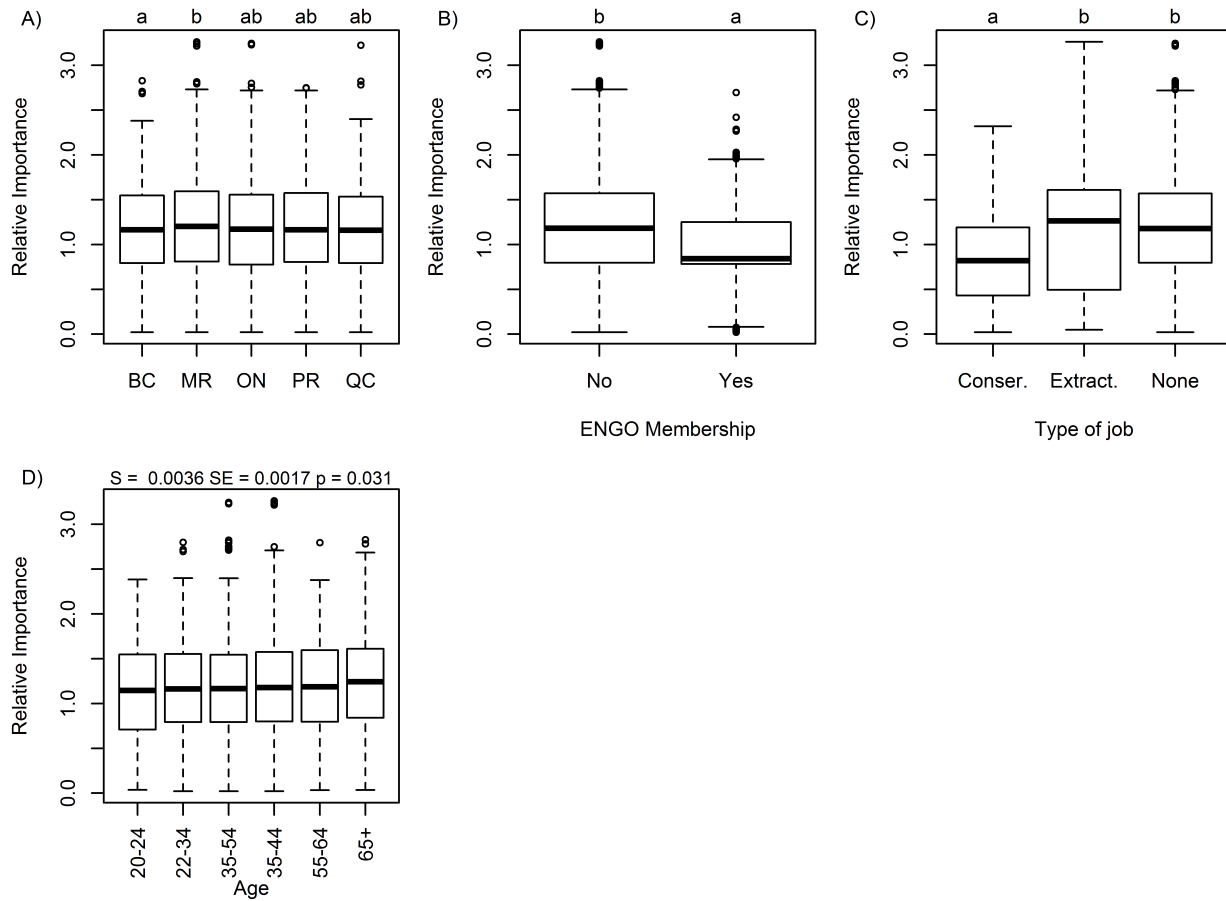 A) a b ab ab ab
Relative Importance
0.0 1.0 2.0 3.0
BC MR ON PR QC
B) b a
Relative Importance
0.0 1.0 2.0 3.0
No Yes
ENGO Membership
C) a b b
Relative Importance
0.0 1.0 2.0 3.0
Conser. Extract. None
Type of job
D) S = 0.0036 SE = 0.0017 p = 0.031
Relative Importance
0.0 1.0 2.0 3.0
20-24 22-34 35-54 35-44 55-64 65+
Age